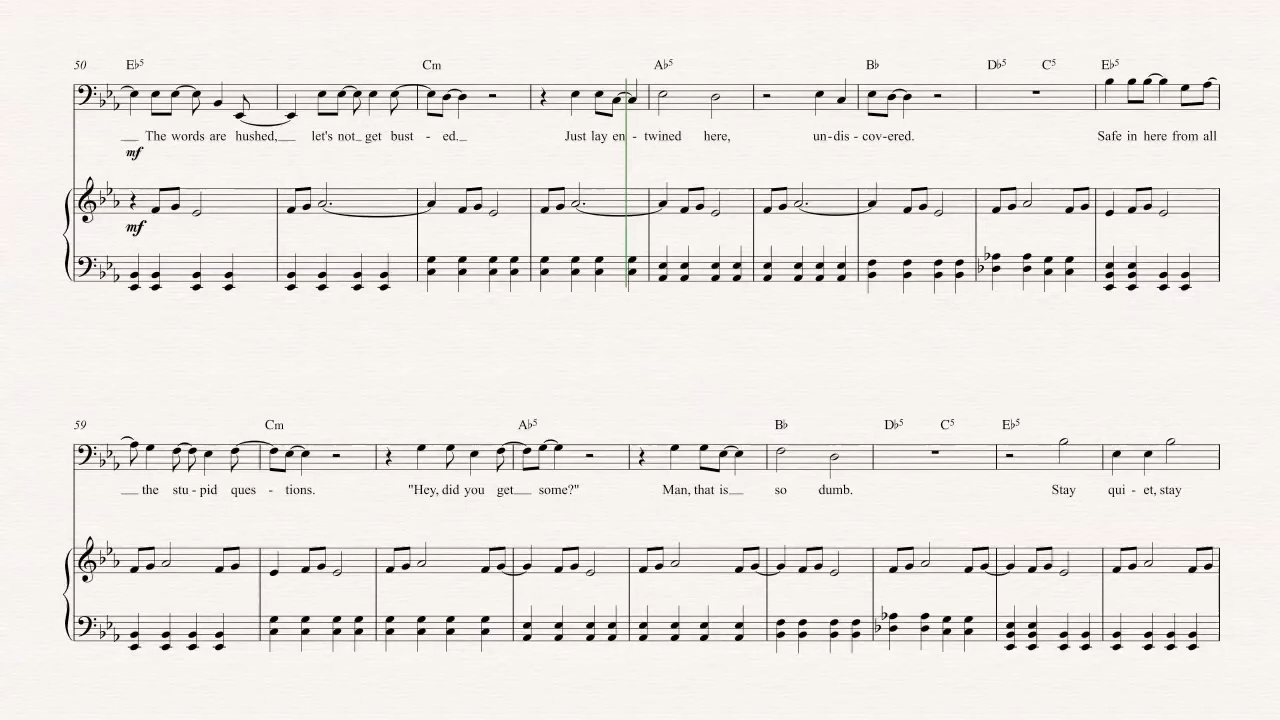 50 E♭5 Cm A♭5 B♭ D♭5 C5 E♭5
The words are hushed, let's not get bust - ed. Just lay en - twined here, un-dis - cov-ered. Safe in here from all
mf
mf
59 Cm A♭5 B♭ D♭5 C5 E♭5
the stu - pid ques - tions. "Hey, did you get some?" Man, that is so dumb. Stay qui - et, stay